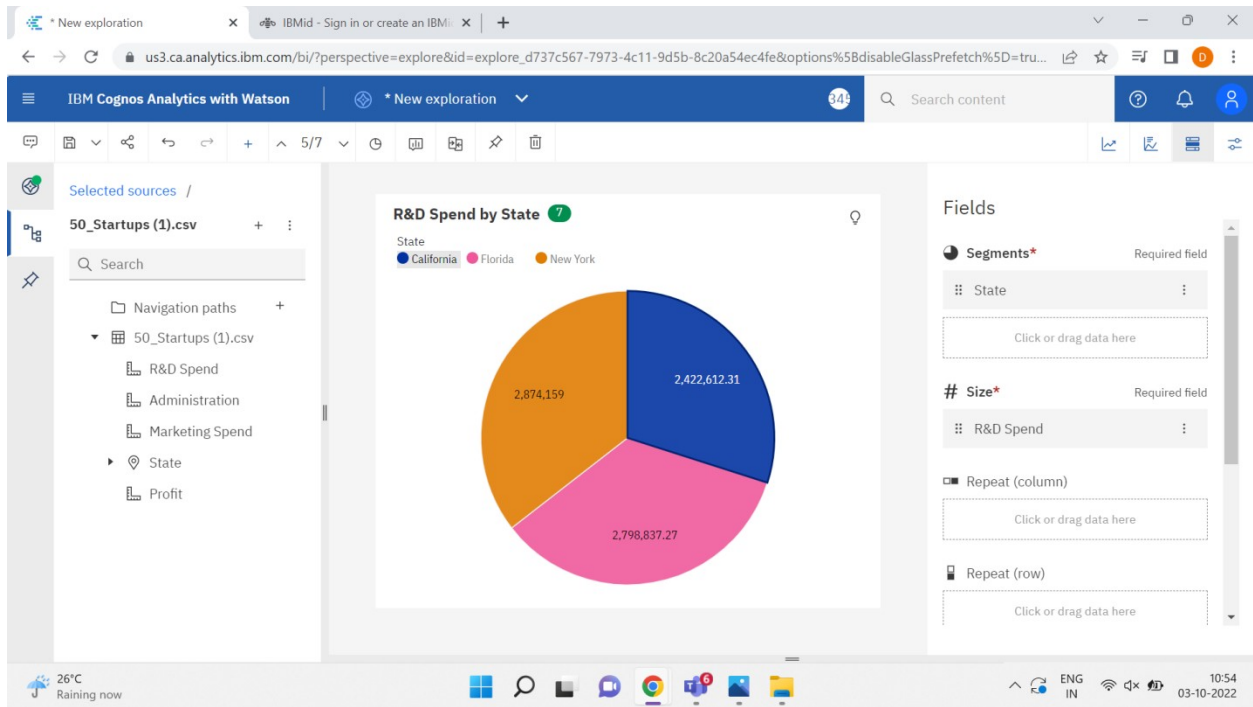 * New exploration
IBMid - Sign in or create an IBMi
us3.ca.analytics.ibm.com/bi/?perspective=explore&id=explore_d737c567-7973-4c11-9d5b-8c20a54ec4fe&options%5BdisableGlassPrefetch%5D=tru...
D
IBM Cognos Analytics with Watson
* New exploration
Search content
5/7
Selected sources /
50_Startups (1).csv
Search
Navigation paths
50_Startups (1).csv
R&D Spend
Administration
Marketing Spend
State
Profit
R&D Spend by State 7
State
California Florida New York
2,422,612.31
2,874,159
2,798,837.27
Fields
Segments* Required field
State
Click or drag data here
# Size* Required field
R&D Spend
Repeat (column)
Click or drag data here
Repeat (row)
Click or drag data here
26°C
Raining now
6
ENG
IN
10:54
03-10-2022